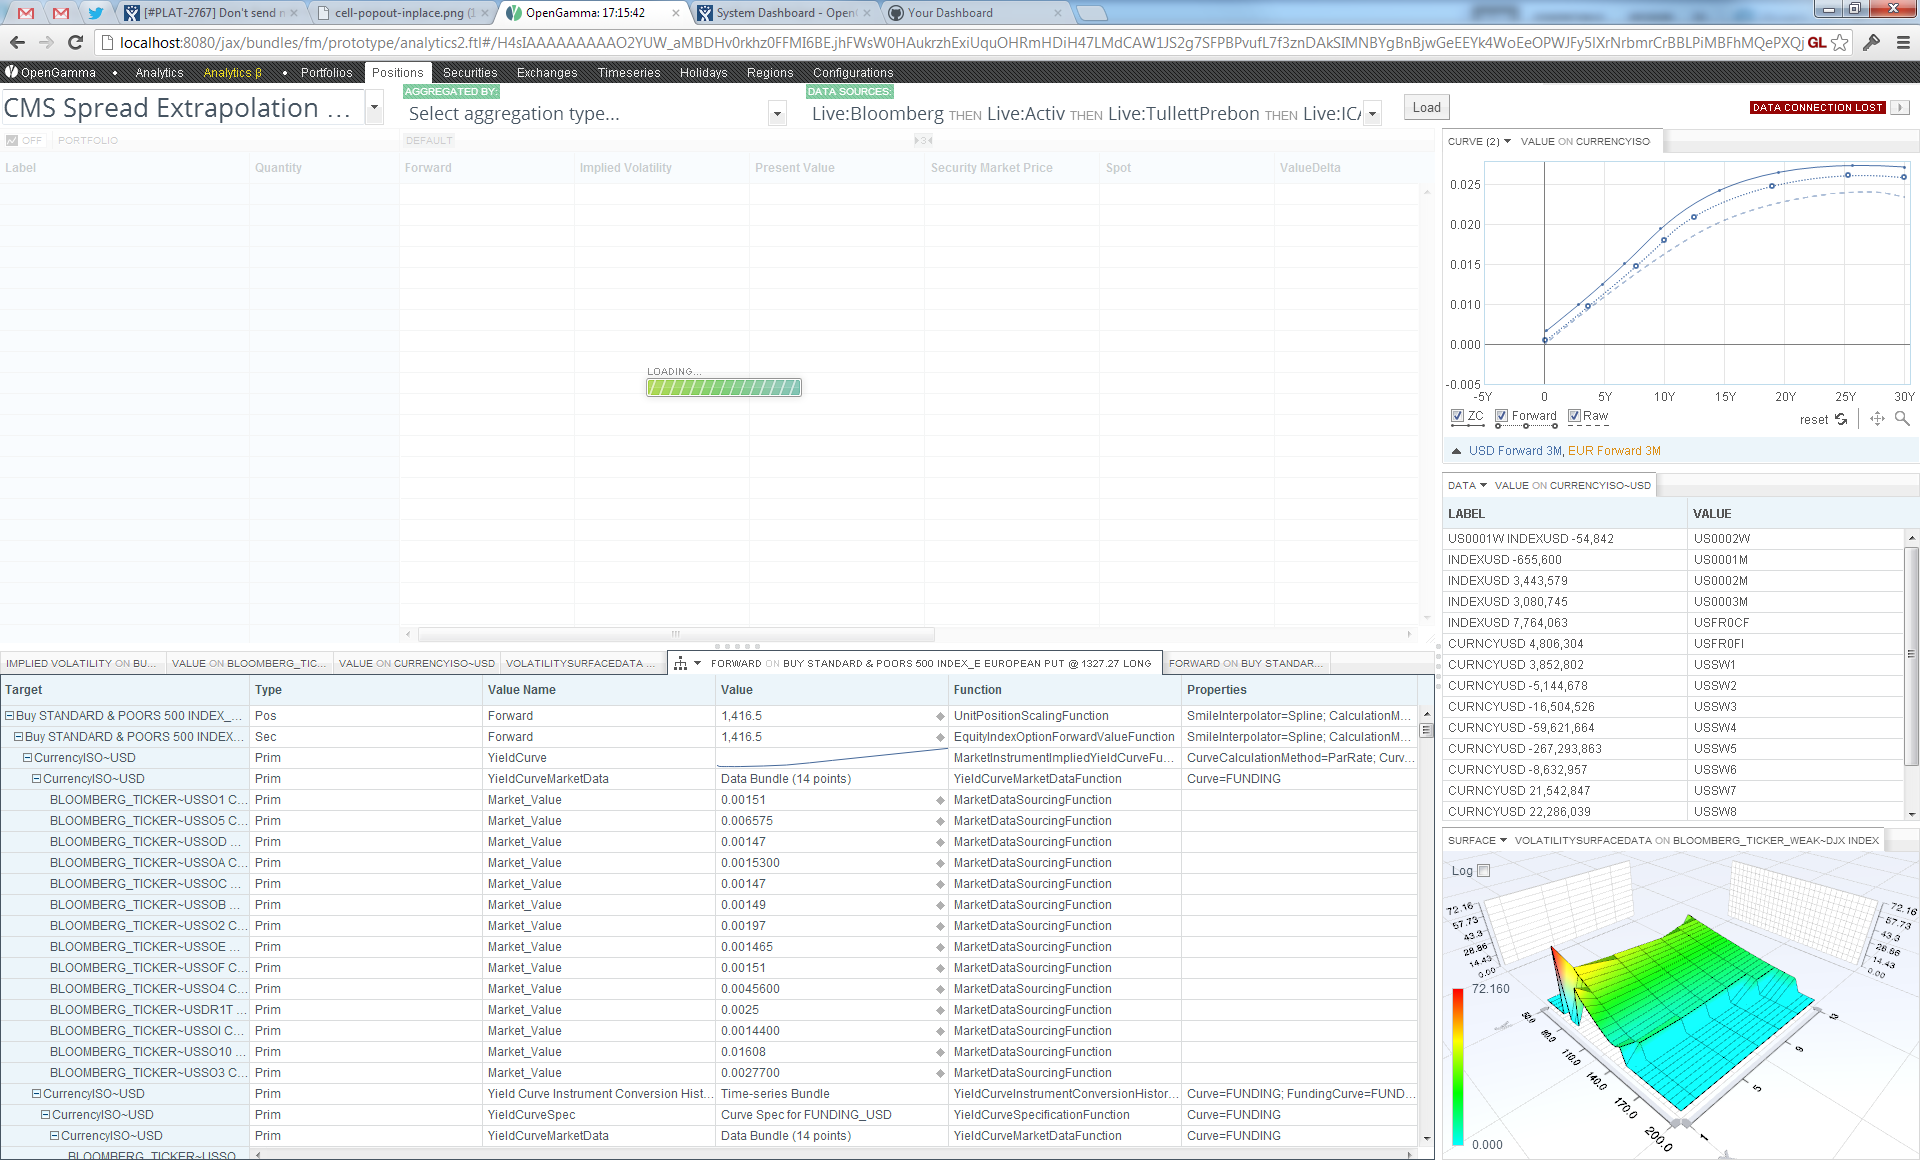 [#PLAT-2767] Don't send n
cell-popout-inplace.png (1
OpenGamma: 17:15:42
System Dashboard - Open
Your Dashboard
localhost:8080/jax/bundles/fm/prototype/analytics2.ftl#/
GL
OpenGamma • Analytics Analytics β • Portfolios Positions Securities Exchanges Timeseries Holidays Regions Configurations
CMS Spread Extrapolation ...
AGGREGATED BY:
Select aggregation type...
DATA SOURCES:
Live:Bloomberg THEN Live:Activ THEN Live:TullettPrebon THEN Live:IC
Load
DATA CONNECTION LOST
OFF PORTFOLIO DEFAULT 3
Label Quantity Forward Implied Volatility Present Value Security Market Price Spot ValueDelta
LOADING...
CURVE (2) VALUE ON CURRENCYISO
0.025
0.020
0.015
0.010
0.000
-0.005
-5Y 0 5Y 10Y 15Y 20Y 25Y 30Y
ZC Forward Raw reset
USD Forward 3M, EUR Forward 3M
DATA VALUE ON CURRENCYISO~USD
LABEL VALUE
US0001W INDEXUSD -54,842 US0002W
INDEXUSD -655,600 US0001M
INDEXUSD 3,443,579 US0002M
INDEXUSD 3,080,745 US0003M
INDEXUSD 7,764,063 USFR0CF
CURNCYUSD 4,806,304 USFR0FI
CURNCYUSD 3,852,802 USSW1
CURNCYUSD -5,144,678 USSW2
CURNCYUSD -16,504,526 USSW3
CURNCYUSD -59,621,664 USSW4
CURNCYUSD -267,293,863 USSW5
CURNCYUSD -8,632,957 USSW6
CURNCYUSD 21,542,847 USSW7
CURNCYUSD 22,286,039 USSW8
SURFACE VOLATILITYSURFACEDATA ON BLOOMBERG_TICKER_WEAK~DJX INDEX
Log
72.16
57.73
43.3
28.86
14.43
0.00
72.16
57.73
43.3
28.86
14.43
0.00
72.160
0.000
50.0
80.0
110.0
140.0
170.0
200.0
1
5
9
IMPLIED VOLATILITY ON BU... VALUE ON BLOOMBERG_TIC... VALUE ON CURRENCYISO~USD VOLATILITYSURFACEDATA ... FORWARD ON BUY STANDARD & POORS 500 INDEX_E EUROPEAN PUT @ 1327.27 LONG FORWARD ON BUY STANDAR...
Target Type Value Name Value Function Properties
Buy STANDARD & POORS 500 INDEX_... Pos Forward 1,416.5 UnitPositionScalingFunction SmileInterpolator=Spline; CalculationM...
Buy STANDARD & POORS 500 INDEX... Sec Forward 1,416.5 EquityIndexOptionForwardValueFunction SmileInterpolator=Spline; CalculationM...
CurrencyISO~USD Prim YieldCurve MarketInstrumentImpliedYieldCurveFu... CurveCalculationMethod=ParRate; Curv...
CurrencyISO~USD Prim YieldCurveMarketData Data Bundle (14 points) YieldCurveMarketDataFunction Curve=FUNDING
BLOOMBERG_TICKER~USSO1 C... Prim Market_Value 0.00151 MarketDataSourcingFunction
BLOOMBERG_TICKER~USSO5 C... Prim Market_Value 0.006575 MarketDataSourcingFunction
BLOOMBERG_TICKER~USSOD ... Prim Market_Value 0.00147 MarketDataSourcingFunction
BLOOMBERG_TICKER~USSOA C... Prim Market_Value 0.0015300 MarketDataSourcingFunction
BLOOMBERG_TICKER~USSOC ... Prim Market_Value 0.00147 MarketDataSourcingFunction
BLOOMBERG_TICKER~USSOB ... Prim Market_Value 0.00149 MarketDataSourcingFunction
BLOOMBERG_TICKER~USSO2 C... Prim Market_Value 0.00197 MarketDataSourcingFunction
BLOOMBERG_TICKER~USSOE ... Prim Market_Value 0.001465 MarketDataSourcingFunction
BLOOMBERG_TICKER~USSOF C... Prim Market_Value 0.00151 MarketDataSourcingFunction
BLOOMBERG_TICKER~USSO4 C... Prim Market_Value 0.0045600 MarketDataSourcingFunction
BLOOMBERG_TICKER~USDR1T ... Prim Market_Value 0.0025 MarketDataSourcingFunction
BLOOMBERG_TICKER~USSOI C... Prim Market_Value 0.0014400 MarketDataSourcingFunction
BLOOMBERG_TICKER~USSO10 ... Prim Market_Value 0.01608 MarketDataSourcingFunction
BLOOMBERG_TICKER~USSO3 C... Prim Market_Value 0.0027700 MarketDataSourcingFunction
CurrencyISO~USD Prim Yield Curve Instrument Conversion Hist... Time-series Bundle YieldCurveInstrumentConversionHistor... Curve=FUNDING; FundingCurve=FUND...
CurrencyISO~USD Prim YieldCurveSpec Curve Spec for FUNDING_USD YieldCurveSpecificationFunction Curve=FUNDING
CurrencyISO~USD Prim YieldCurveMarketData Data Bundle (14 points) YieldCurveMarketDataFunction Curve=FUNDING
BLOOMBERG_TICKER~USSO